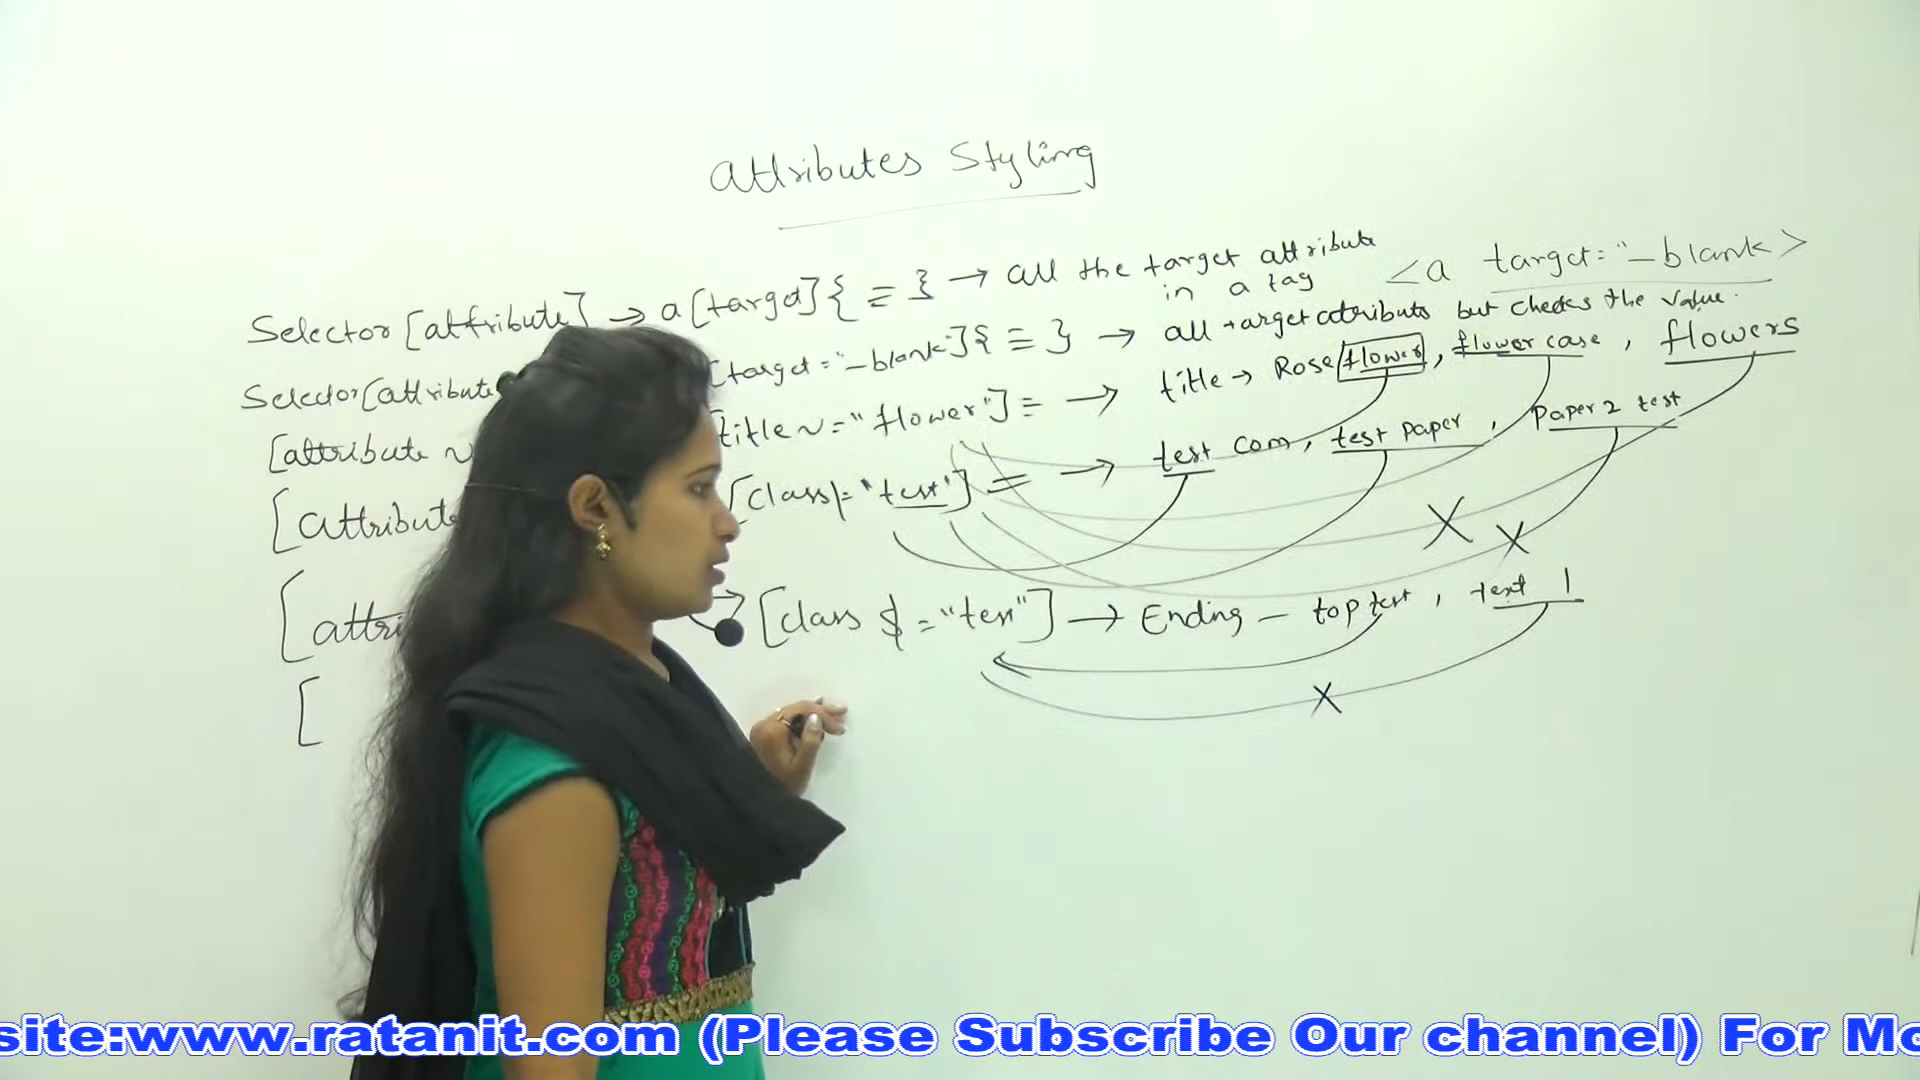 Attributes Styling
Selector [attribute] → a [target] { = } → all the target attribute
in a tag
<a target="_blank>
Selector [attribute [target="_blank"] { ≡ } → all target attributs but checks the value.
[attribute ~ [title ~= "flower"] ≡ → title → Rose flower, flower case, flowers
[attribute [class|= "test"] = → test com, test paper, Paper 2 test
X X
[attri → [class $ = "test"] → Ending – top test, text 1
[ X
site:www.ratanit.com (Please Subscribe Our channel) For Mo